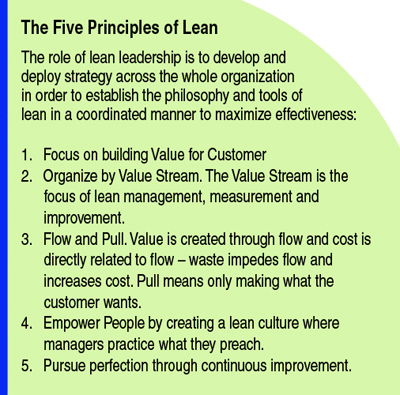 The Five Principles of Lean
The role of lean leadership is to develop and
deploy strategy across the whole organization
in order to establish the philosophy and tools of
lean in a coordinated manner to maximize effectiveness:
1. Focus on building Value for Customer
2. Organize by Value Stream. The Value Stream is the
focus of lean management, measurement and
improvement.
3. Flow and Pull. Value is created through flow and cost is
directly related to flow – waste impedes flow and
increases cost. Pull means only making what the
customer wants.
4. Empower People by creating a lean culture where
managers practice what they preach.
5. Pursue perfection through continuous improvement.